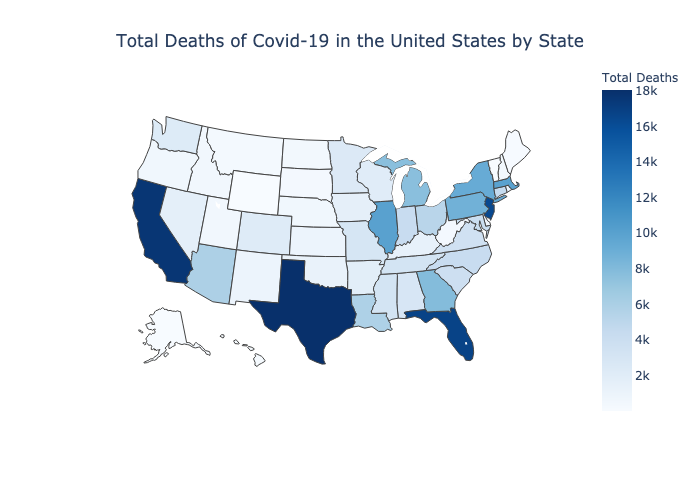 Total Deaths of Covid-19 in the United States by State
Total Deaths
18k
16k
14k
12k
10k
8k
6k
4k
2k